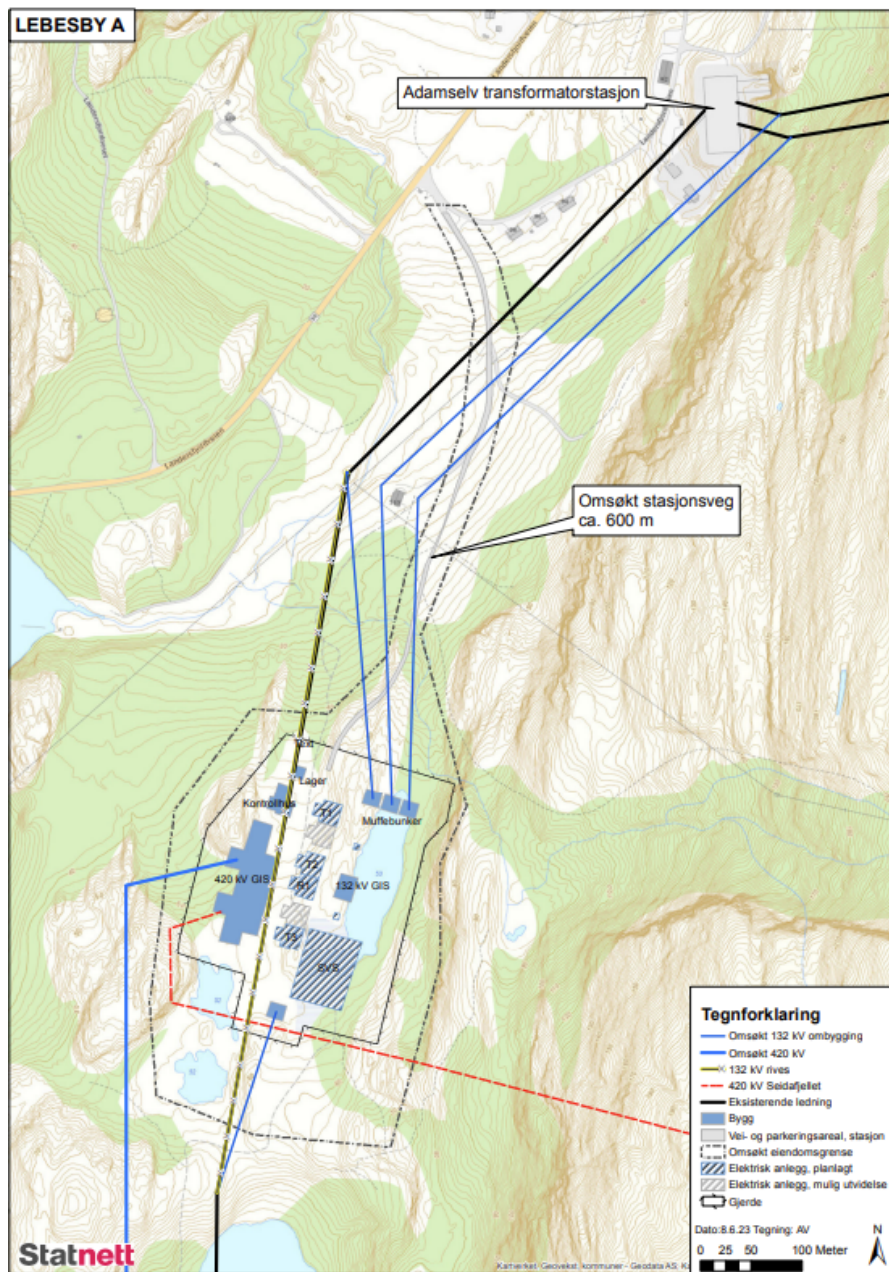 LEBESBY A
Adamselv transformatorstasjon
Omsøkt stasjonsveg
ca. 600 m
Lager
Kontrollhus
T1
Muffebunker
T2
420 kV GIS
R1
132 kV GIS
T3
SVS
Tegnforklaring
Omsøkt 132 kV ombygging
Omsøkt 420 kV
132 kV rives
420 kV Seidafjellet
Eksisterende ledning
Bygg
Vei- og parkeringsareal, stasjon
Omsøkt eiendomsgrense
Elektrisk anlegg, planlagt
Elektrisk anlegg, mulig utvidelse
Gjerde
Dato:8.6.23 Tegning: AV
N
0 25 50 100 Meter
Statnett